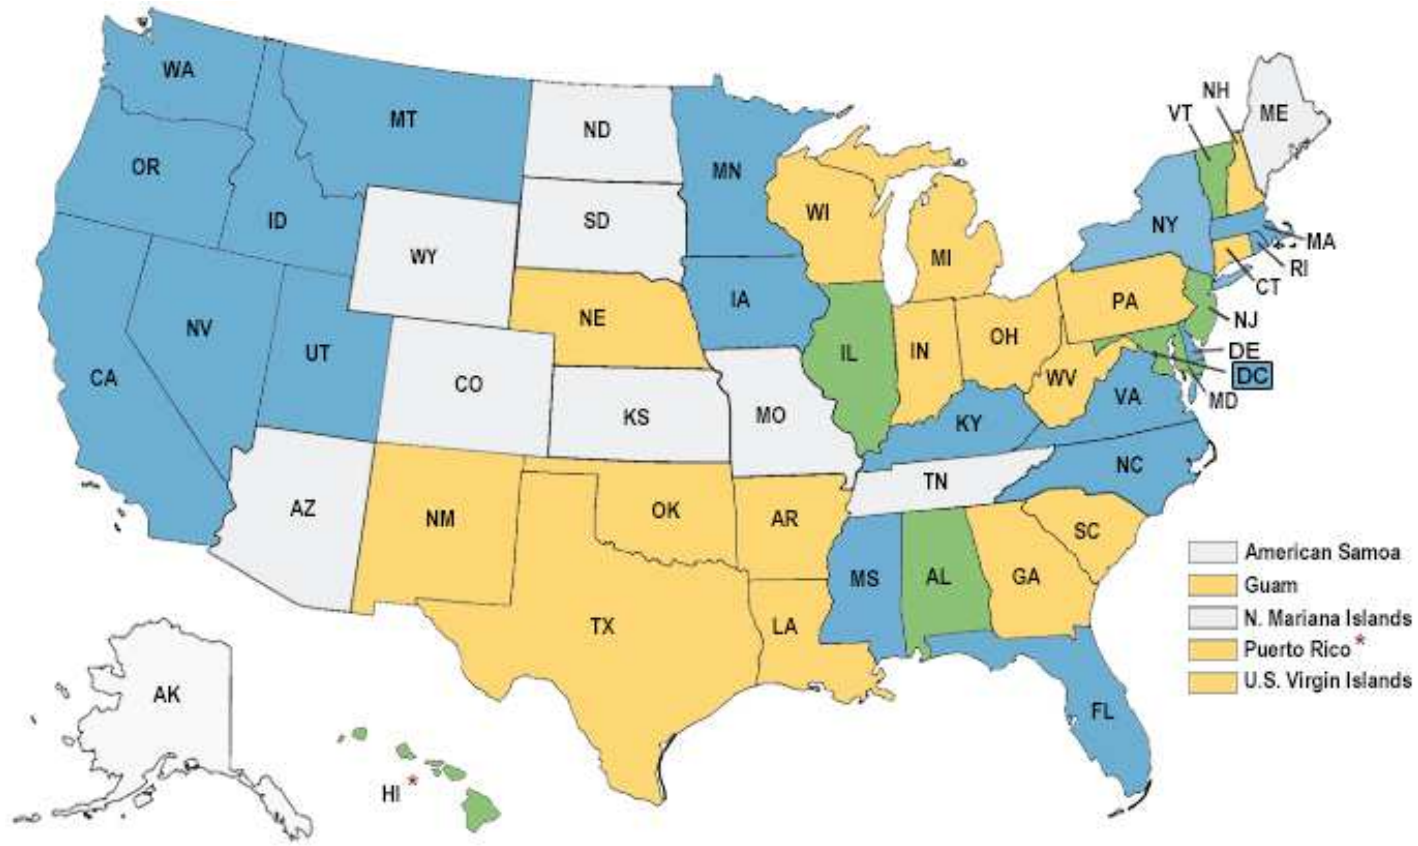 WA
MT
ND
MN
OR
ID
SD
WY
WI
MI
NH
VT
ME
NY
MA
RI
CT
NV
UT
CA
NE
IA
CO
KS
MO
IL
IN
OH
PA
NJ
DE
DC
MD
WV
VA
KY
NC
TN
AZ
NM
OK
AR
SC
MS
AL
GA
TX
LA
FL
AK
HI *
American Samoa
Guam
N. Mariana Islands
Puerto Rico *
U.S. Virgin Islands